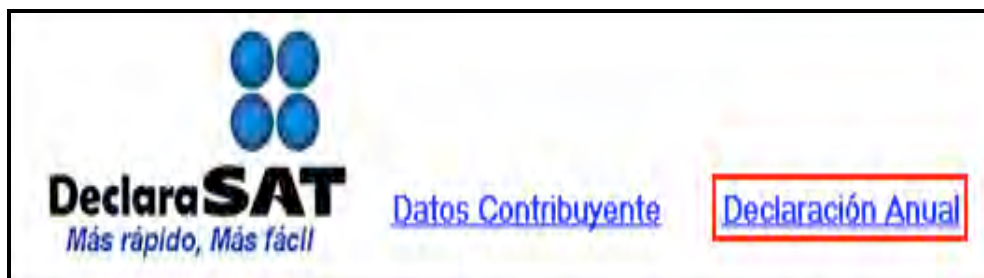 DeclaraSAT
Más rápido, Más fácil
Datos Contribuyente
Declaración Anual